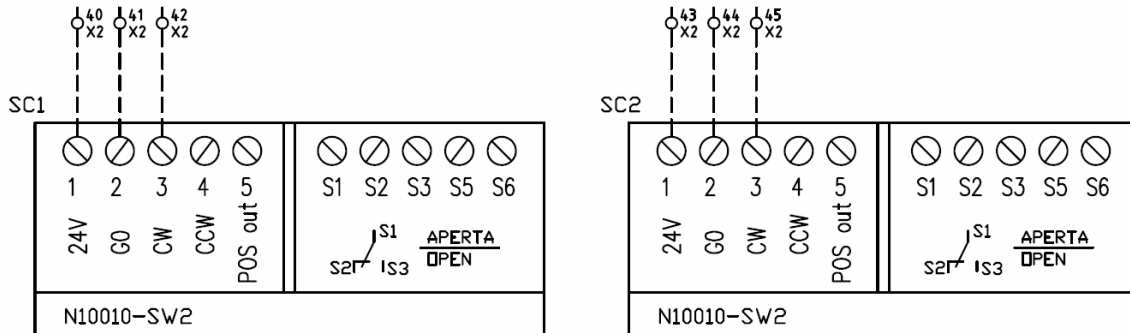 40 41 42 43 44 45
X2 X2 X2 X2 X2 X2
SC1 SC2
1 2 3 4 5 S1 S2 S3 S5 S6 1 2 3 4 5 S1 S2 S3 S5 S6
24V G0 CW CCW POS out 24V G0 CW CCW POS out
S1 APERTA S1 APERTA
S2 S3 OPEN S2 S3 OPEN
N10010-SW2 N10010-SW2